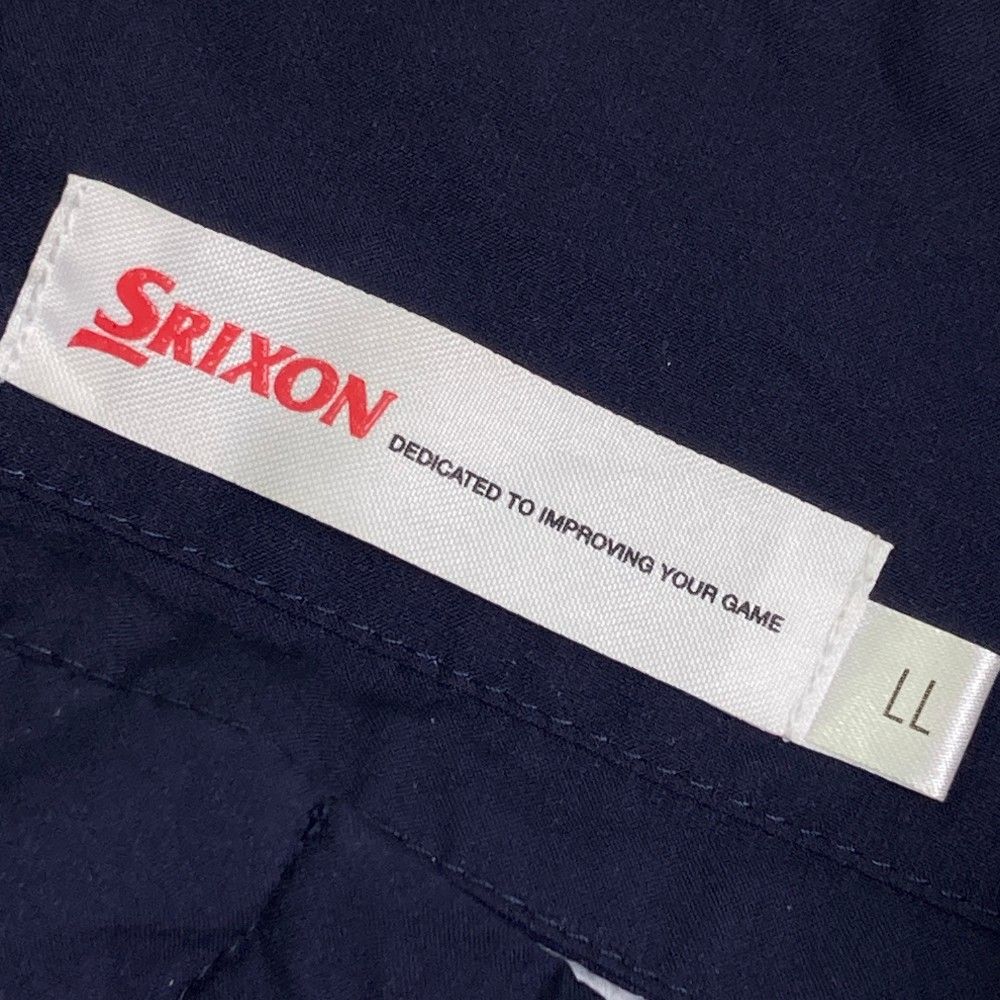 SRIXON
DEDICATED TO IMPROVING YOUR GAME
LL